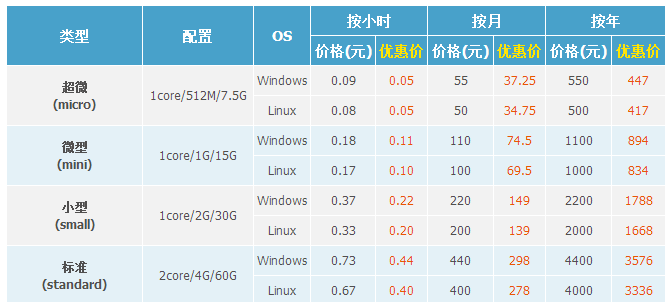 类型 配置 OS 按小时 按月 按年
价格(元) 优惠价 价格(元) 优惠价 价格(元) 优惠价
超微 (micro) 1core/512M/7.5G Windows 0.09 0.05 55 37.25 550 447
Linux 0.08 0.05 50 34.75 500 417
微型 (mini) 1core/1G/15G Windows 0.18 0.11 110 74.5 1100 894
Linux 0.17 0.10 100 69.5 1000 834
小型 (small) 1core/2G/30G Windows 0.37 0.22 220 149 2200 1788
Linux 0.33 0.20 200 139 2000 1668
标准 (standard) 2core/4G/60G Windows 0.73 0.44 440 298 4400 3576
Linux 0.67 0.40 400 278 4000 3336